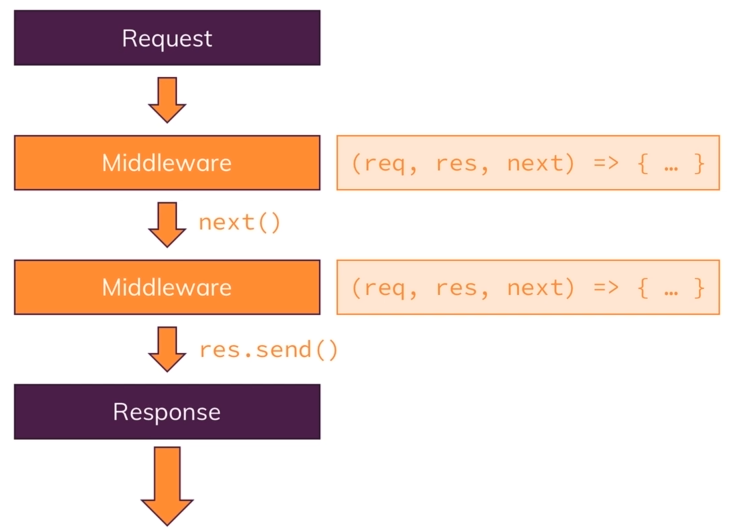 Request
Middleware
(req, res, next) => { … }
next()
Middleware
(req, res, next) => { … }
res.send()
Response